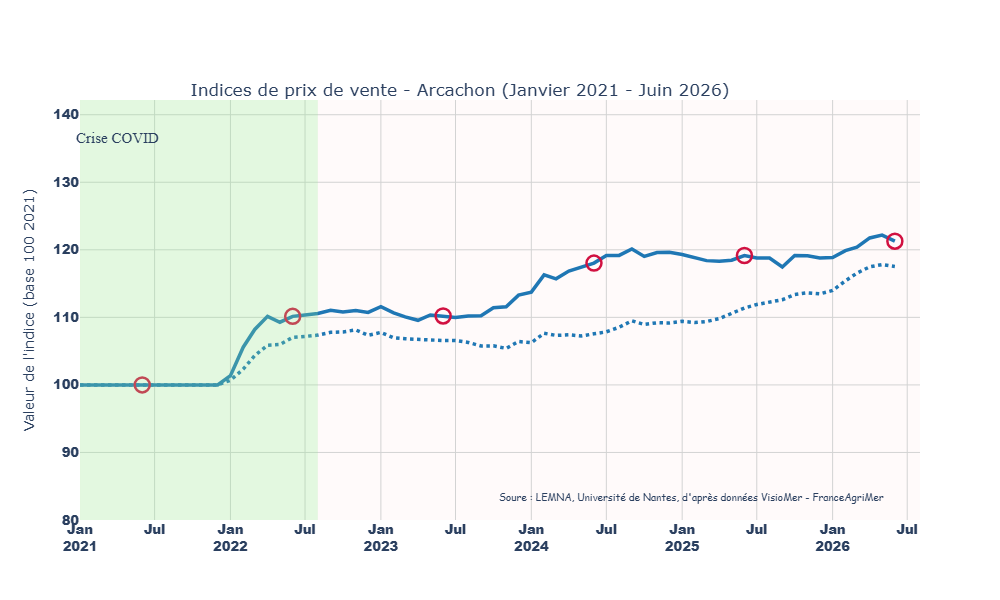 Indices de prix de vente - Arcachon (Janvier 2021 - Juin 2026)
140
Crise COVID
130
120
110
100
90
80
Valeur de l'indice (base 100 2021)
Soure : LEMNA, Université de Nantes, d'après données VisioMer - FranceAgriMer
Jan Jul Jan Jul Jan Jul Jan Jul Jan Jul Jan Jul
2021 2022 2023 2024 2025 2026